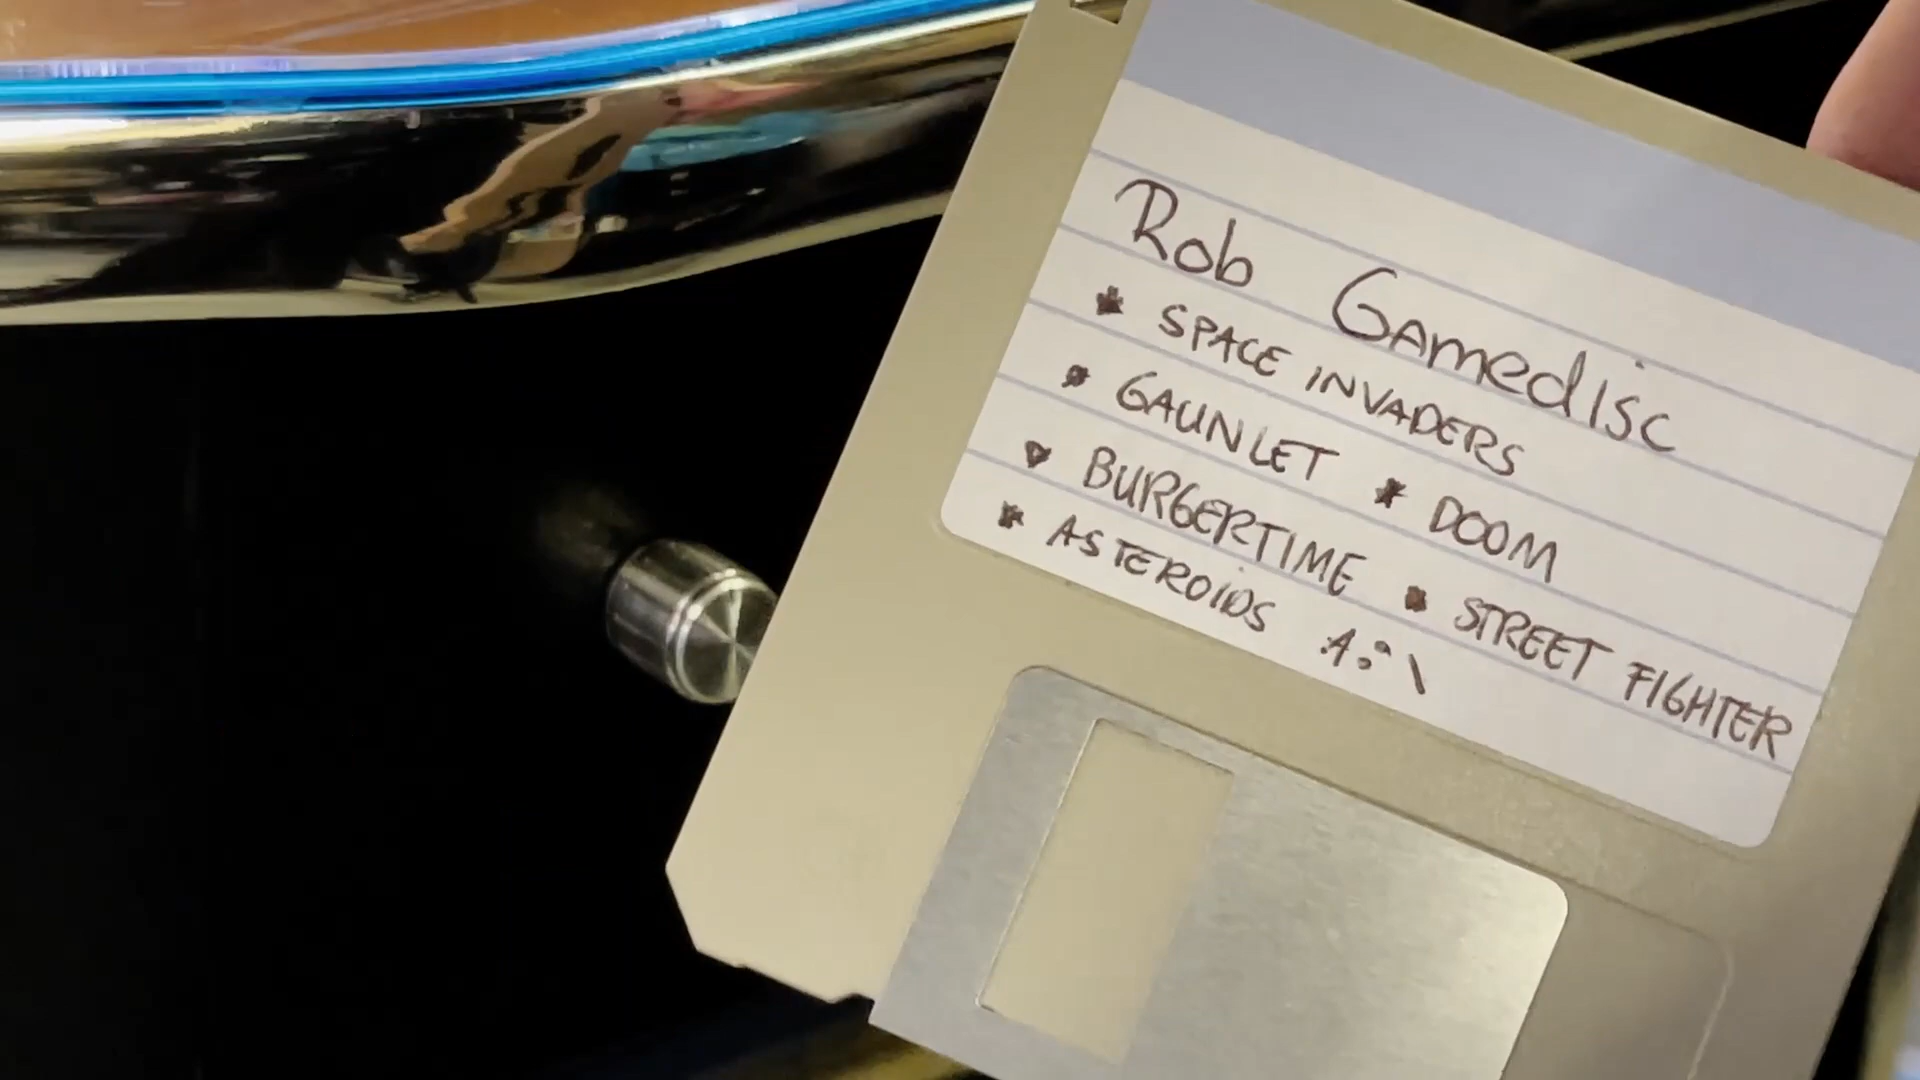 Rob Gamedisc
* SPACE INVADERS
* GAUNLET * DOOM
* BURGERTIME * STREET FIGHTER
* ASTEROIDS A:\